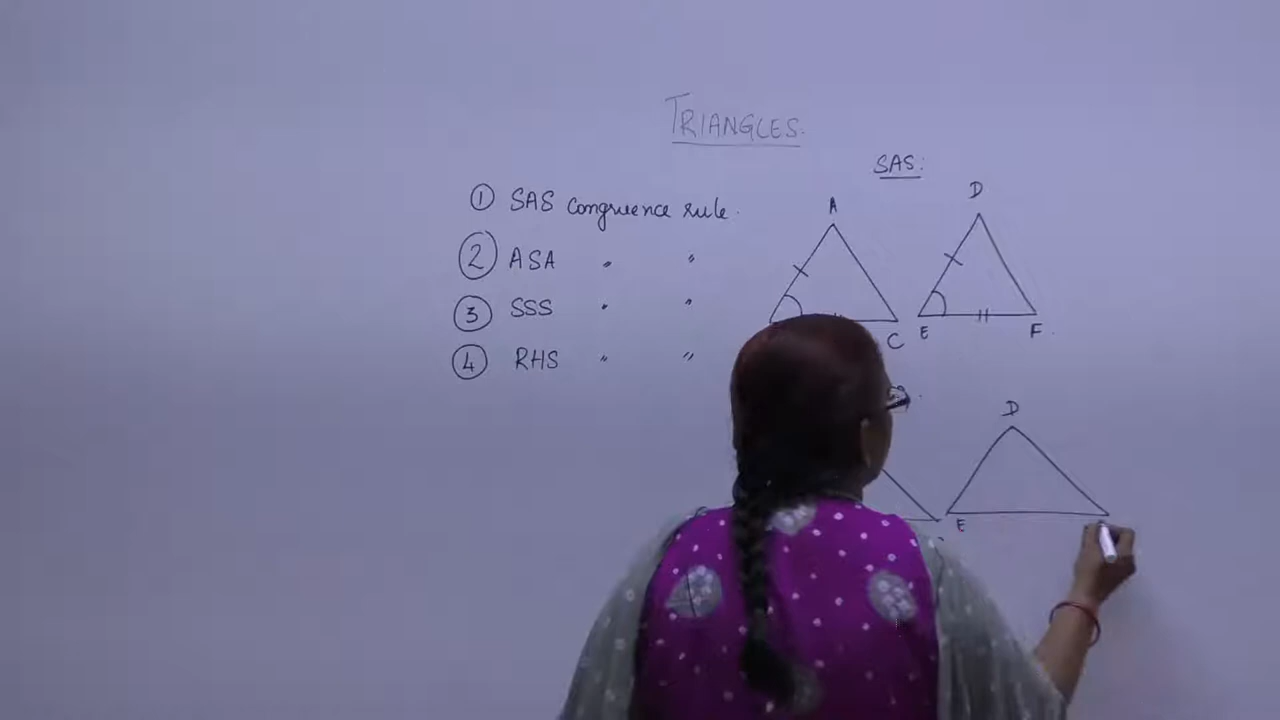 TRIANGLES.
① SAS congruence rule.
② ASA " "
③ SSS " "
④ RHS " "
SAS:
A D
C E F
D
E